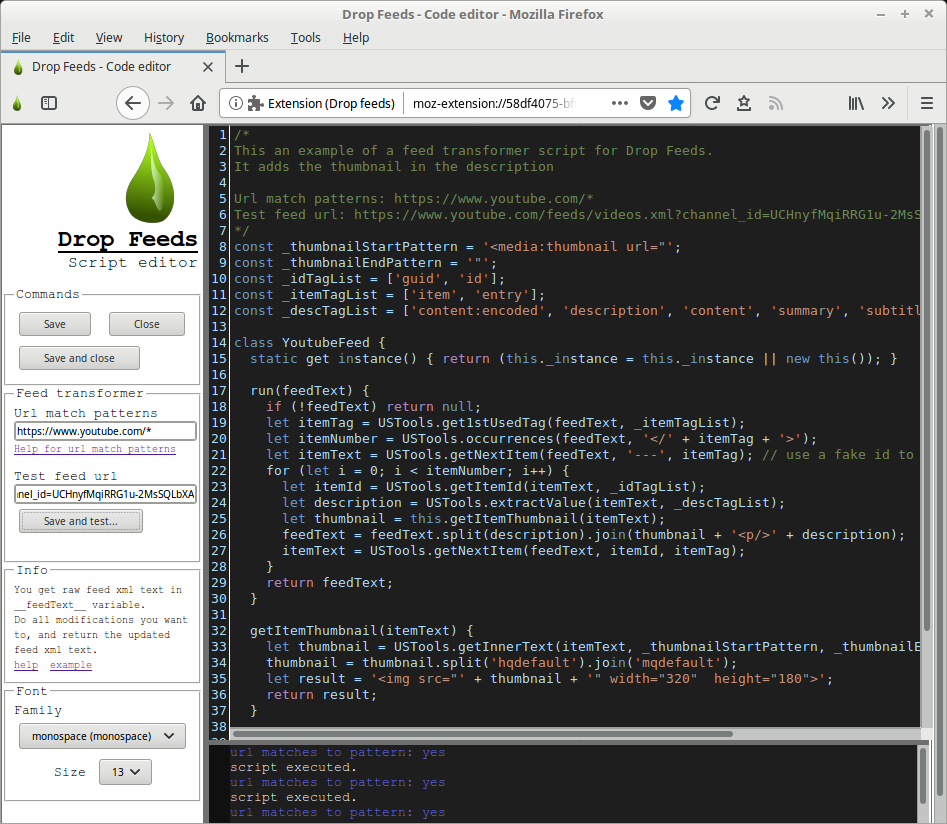 Drop Feeds - Code editor - Mozilla Firefox
File Edit View History Bookmarks Tools Help
Drop Feeds - Code editor
Extension (Drop feeds) moz-extension://58df4075-bf
Drop Feeds
Script editor
Commands
Save Close
Save and close
Feed transformer
Url match patterns
https://www.youtube.com/*
Help for url match patterns
Test feed url
nel_id=UCHnyfMqiRRG1u-2MsSQLbXA
Save and test...
Info
You get raw feed xml text in
__feedText__ variable.
Do all modifications you want
to, and return the updated
feed xml text.
help example
Font
Family
monospace (monospace)
Size 13
1 /*
2 This an example of a feed transformer script for Drop Feeds.
3 It adds the thumbnail in the description
4
5 Url match patterns: https://www.youtube.com/*
6 Test feed url: https://www.youtube.com/feeds/videos.xml?channel_id=UCHnyfMqiRRG1u-2MsS
7 */
8 const _thumbnailStartPattern = '<media:thumbnail url="';
9 const _thumbnailEndPattern = '"';
10 const _idTagList = ['guid', 'id'];
11 const _itemTagList = ['item', 'entry'];
12 const _descTagList = ['content:encoded', 'description', 'content', 'summary', 'subtitl
13
14 class YoutubeFeed {
15   static get instance() { return (this._instance = this._instance || new this()); }
16
17   run(feedText) {
18     if (!feedText) return null;
19     let itemTag = USTools.get1stUsedTag(feedText, _itemTagList);
20     let itemNumber = USTools.occurrences(feedText, '</' + itemTag + '>');
21     let itemText = USTools.getNextItem(feedText, '---', itemTag); // use a fake id to
22     for (let i = 0; i < itemNumber; i++) {
23       let itemId = USTools.getItemId(itemText, _idTagList);
24       let description = USTools.extractValue(itemText, _descTagList);
25       let thumbnail = this.getItemThumbnail(itemText);
26       feedText = feedText.split(description).join(thumbnail + '<p/>' + description);
27       itemText = USTools.getNextItem(feedText, itemId, itemTag);
28     }
29     return feedText;
30   }
31
32   getItemThumbnail(itemText) {
33     let thumbnail = USTools.getInnerText(itemText, _thumbnailStartPattern, _thumbnailE
34     thumbnail = thumbnail.split('hqdefault').join('mqdefault');
35     let result = '<img src="' + thumbnail + '" width="320"  height="180">';
36     return result;
37   }
38
url matches to pattern: yes
script executed.
url matches to pattern: yes
script executed.
url matches to pattern: yes